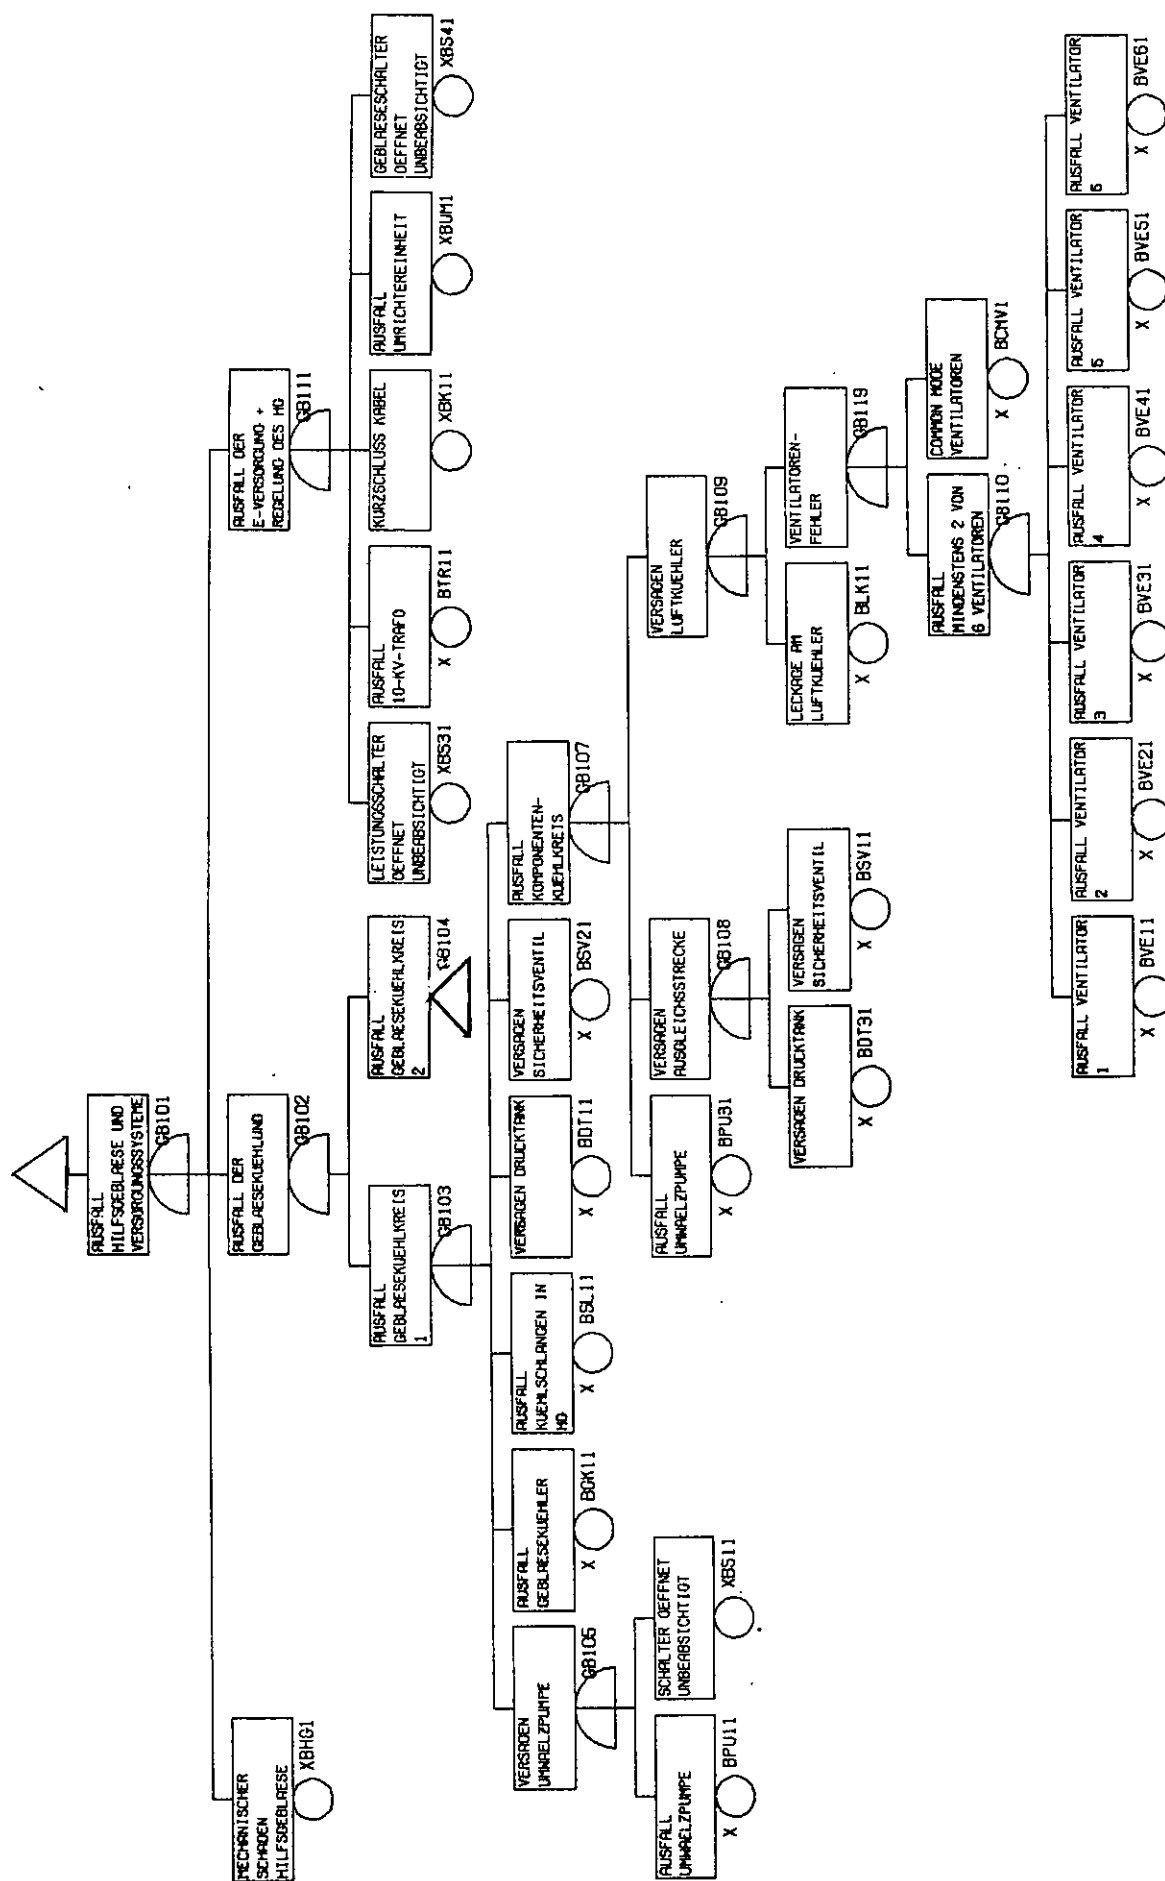 AUSFALL
HILFSGEBLAESE UND
VERSORGUNGSSYSTEME
GB101
MECHANISCHER
SCHADEN
HILFSGEBLAESE
XBHG1
AUSFALL DER
GEBLAESEKUEHLUNG
GB102
AUSFALL DER
E-VERSORGUNG +
REGELUNG DES HG
GB111
AUSFALL
GEBLAESEKUEHLKREIS
1
GB103
AUSFALL
GEBLAESEKUEHLKREIS
2
GB104
LEISTUNGSSCHALTER
OEFFNET
UNBEABSICHTIGT
XBS31
AUSFALL
10-KV-TRAFO
X
BTR11
KURZSCHLUSS KABEL
XBK11
AUSFALL
UMRICHTEREINHEIT
XBUM1
GEBLAESESCHALTER
OEFFNET
UNBEABSICHTIGT
XBS41
VERSAGEN
UMWAELZPUMPE
GB105
AUSFALL
GEBLAESEKUEHLER
X
BGK11
AUSFALL
KUEHLSCHLANGEN IN
HG
X
BSL11
VERSAGEN DRUCKTANK
X
BDT11
VERSAGEN
SICHERHEITSVENTIL
X
BSV21
AUSFALL
KOMPONENTEN-
KUEHLKREIS
GB107
AUSFALL
UMWAELZPUMPE
X
BPU11
SCHALTER OEFFNET
UNBEABSICHTIGT
XBS11
AUSFALL
UMWAELZPUMPE
X
BPU31
VERSAGEN
AUSGLEICHSSTRECKE
GB108
VERSAGEN
LUFTKUEHLER
GB109
VERSAGEN DRUCKTANK
X
BDT31
VERSAGEN
SICHERHEITSVENTIL
X
BSV11
LECKAGE AM
LUFTKUEHLER
X
BLK11
VENTILATOREN-
FEHLER
GB119
AUSFALL
MINDESTENS 2 VON
6 VENTILATOREN
GB110
COMMON MODE
VENTILATOREN
X
BCMV1
AUSFALL VENTILATOR
1
X
BVE11
AUSFALL VENTILATOR
2
X
BVE21
AUSFALL VENTILATOR
3
X
BVE31
AUSFALL VENTILATOR
4
X
BVE41
AUSFALL VENTILATOR
5
X
BVE51
AUSFALL VENTILATOR
6
X
BVE61